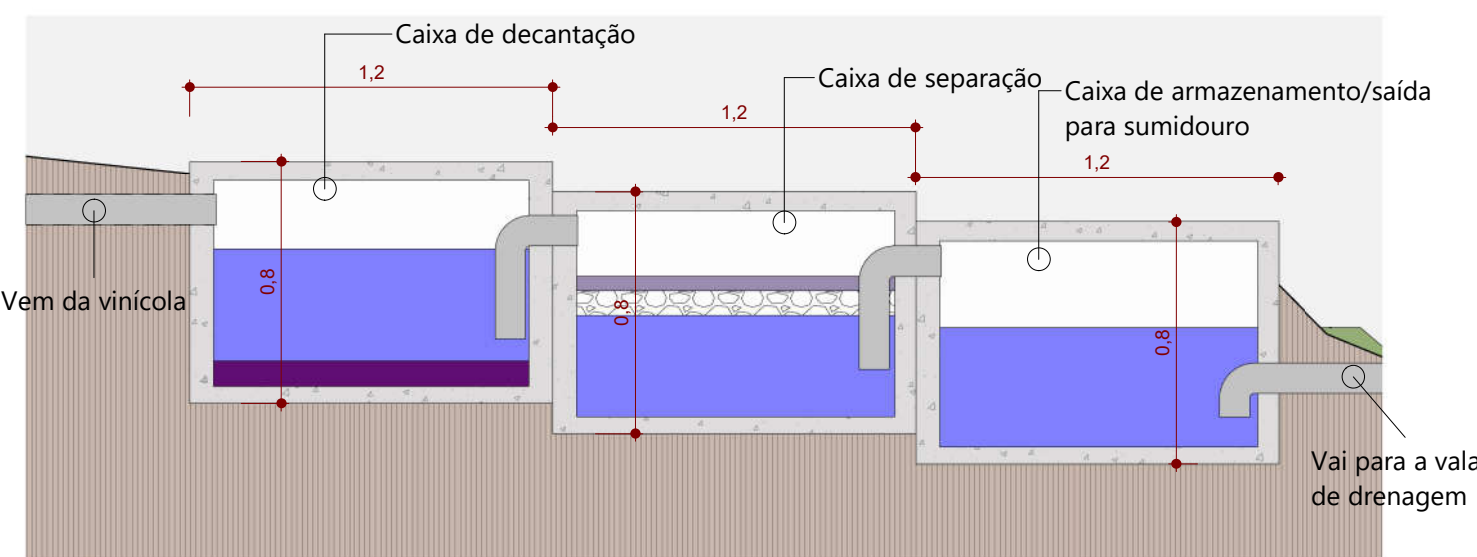 Caixa de decantação
1,2
Caixa de separação
1,2
Caixa de armazenamento/saída
para sumidouro
1,2
Vem da vinícola
0,8
0,8
0,8
Vai para a vala
de drenagem